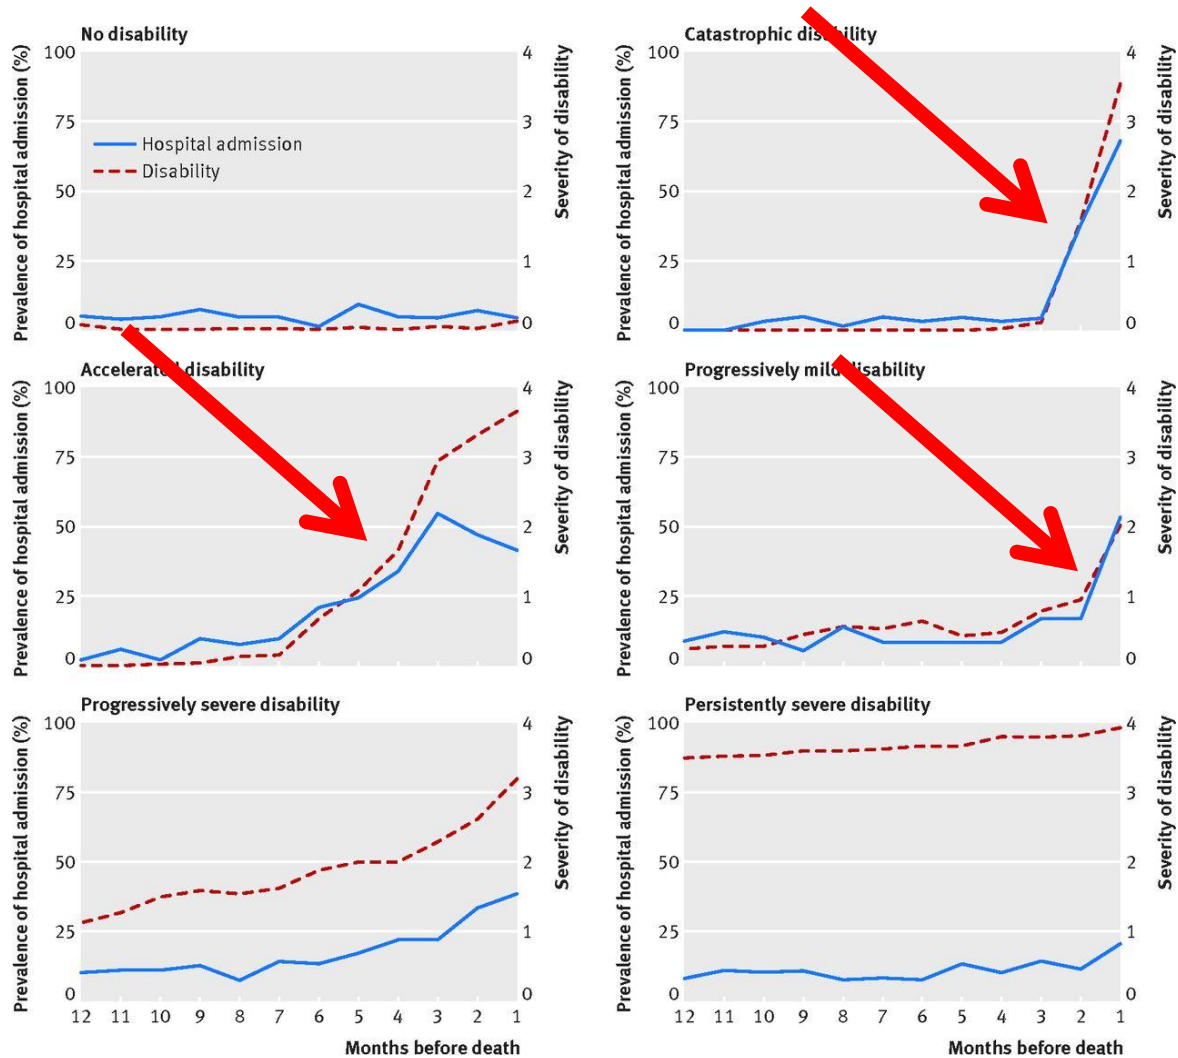 No disability
Prevalence of hospital admission (%)
100
75
50
25
0
Hospital admission
Disability
4
3
2
1
0
Severity of disability
Catastrophic disability
Prevalence of hospital admission (%)
100
75
50
25
0
4
3
2
1
0
Severity of disability
Accelerated disability
Prevalence of hospital admission (%)
100
75
50
25
0
4
3
2
1
0
Severity of disability
Progressively mild disability
Prevalence of hospital admission (%)
100
75
50
25
0
4
3
2
1
0
Severity of disability
Progressively severe disability
Prevalence of hospital admission (%)
100
75
50
25
0
4
3
2
1
0
Severity of disability
12 11 10 9 8 7 6 5 4 3 2 1
Months before death
Persistently severe disability
Prevalence of hospital admission (%)
100
75
50
25
0
4
3
2
1
0
Severity of disability
12 11 10 9 8 7 6 5 4 3 2 1
Months before death